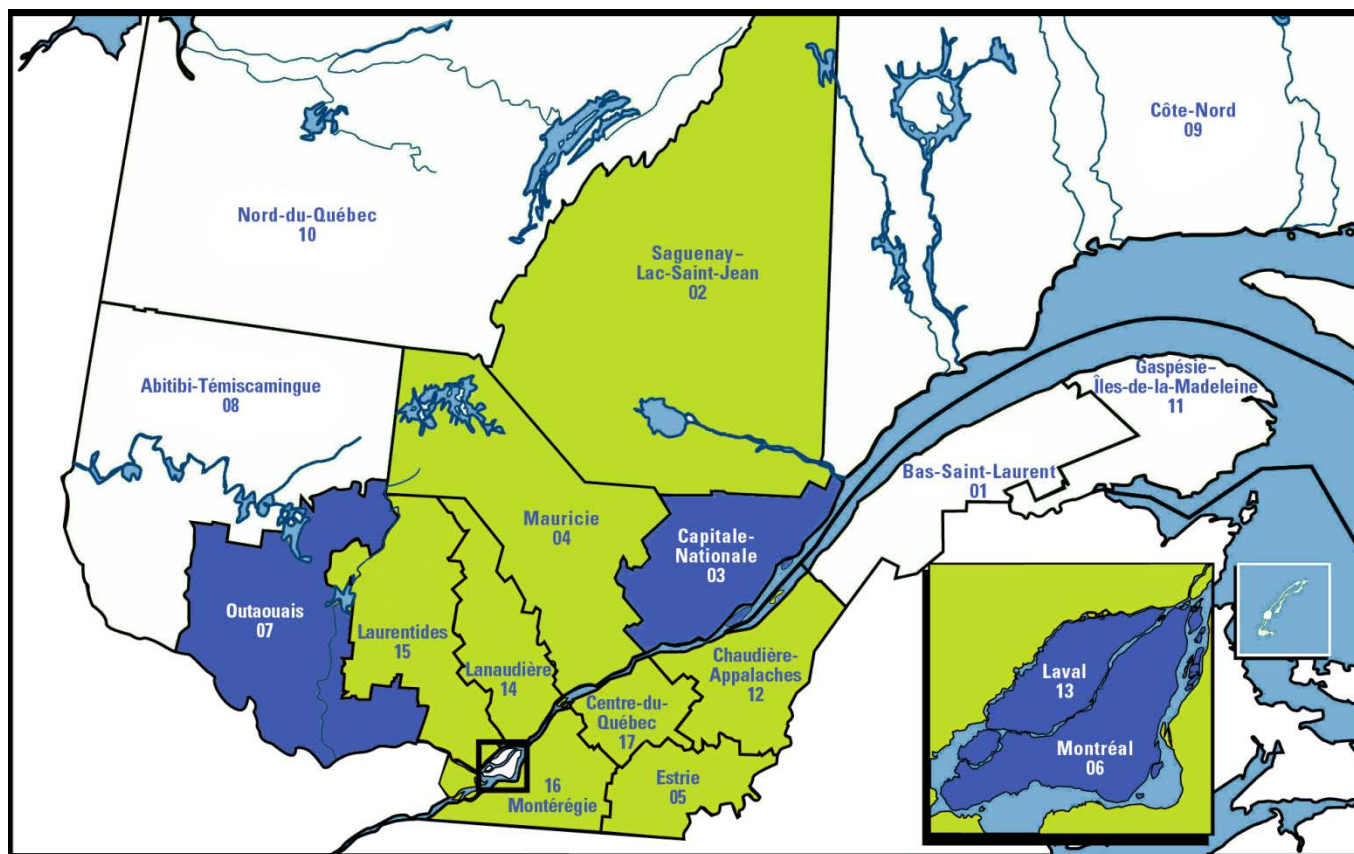 Côte-Nord
09
Nord-du-Québec
10
Saguenay–
Lac-Saint-Jean
02
Abitibi-Témiscamingue
08
Gaspésie–
Îles-de-la-Madeleine
11
Bas-Saint-Laurent
01
Mauricie
04
Capitale-
Nationale
03
Outaouais
07
Laurentides
15
Lanaudière
14
Chaudière-
Appalaches
12
Centre-du-
Québec
17
Estrie
05
16
Montérégie
Laval
13
Montréal
06